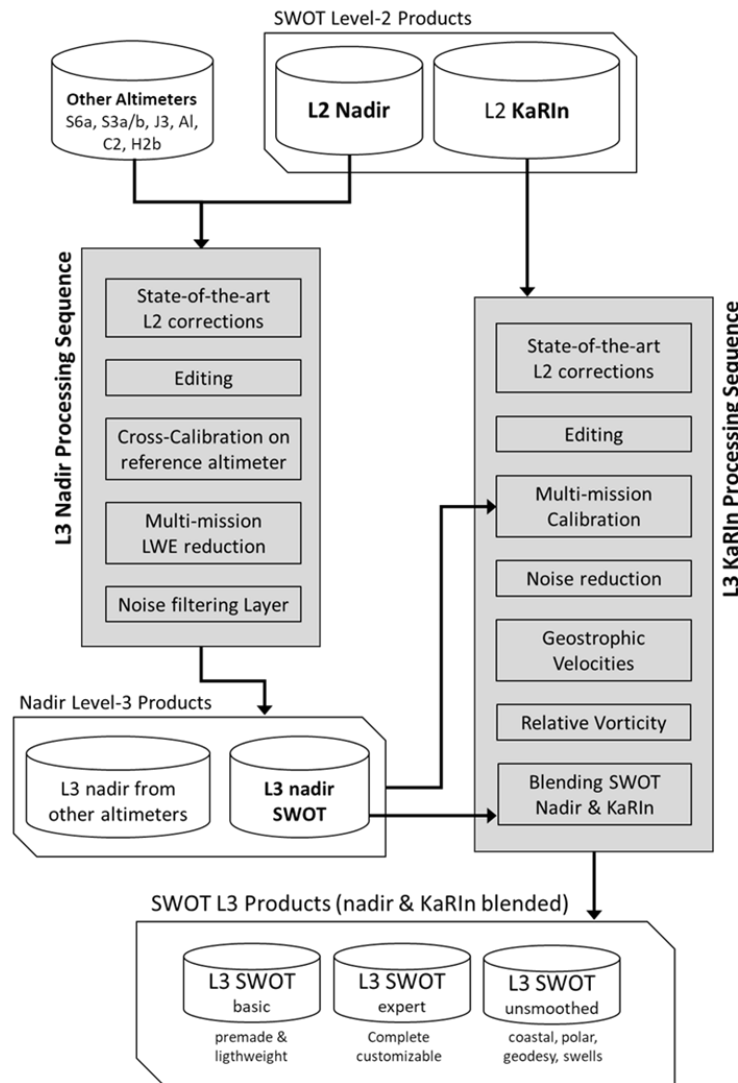 SWOT Level-2 Products
Other Altimeters
S6a, S3a/b, J3, Al,
C2, H2b
L2 Nadir
L2 KaRIn
L3 Nadir Processing Sequence
State-of-the-art
L2 corrections
Editing
Cross-Calibration on
reference altimeter
Multi-mission
LWE reduction
Noise filtering Layer
L3 KaRIn Processing Sequence
State-of-the-art
L2 corrections
Editing
Multi-mission
Calibration
Noise reduction
Geostrophic
Velocities
Relative Vorticity
Blending SWOT
Nadir & KaRIn
Nadir Level-3 Products
L3 nadir from
other altimeters
L3 nadir
SWOT
SWOT L3 Products (nadir & KaRIn blended)
L3 SWOT
basic
premade &
ligthweight
L3 SWOT
expert
Complete
customizable
L3 SWOT
unsmoothed
coastal, polar,
geodesy, swells